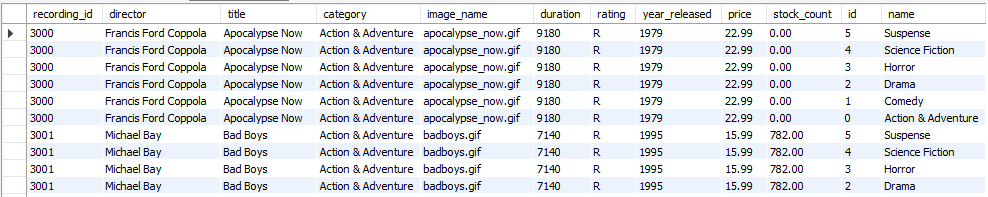 recording_id director title category image_name duration rating year_released price stock_count id name
3000 Francis Ford Coppola Apocalypse Now Action & Adventure apocalypse_now.gif 9180 R 1979 22.99 0.00 5 Suspense
3000 Francis Ford Coppola Apocalypse Now Action & Adventure apocalypse_now.gif 9180 R 1979 22.99 0.00 4 Science Fiction
3000 Francis Ford Coppola Apocalypse Now Action & Adventure apocalypse_now.gif 9180 R 1979 22.99 0.00 3 Horror
3000 Francis Ford Coppola Apocalypse Now Action & Adventure apocalypse_now.gif 9180 R 1979 22.99 0.00 2 Drama
3000 Francis Ford Coppola Apocalypse Now Action & Adventure apocalypse_now.gif 9180 R 1979 22.99 0.00 1 Comedy
3000 Francis Ford Coppola Apocalypse Now Action & Adventure apocalypse_now.gif 9180 R 1979 22.99 0.00 0 Action & Adventure
3001 Michael Bay Bad Boys Action & Adventure badboys.gif 7140 R 1995 15.99 782.00 5 Suspense
3001 Michael Bay Bad Boys Action & Adventure badboys.gif 7140 R 1995 15.99 782.00 4 Science Fiction
3001 Michael Bay Bad Boys Action & Adventure badboys.gif 7140 R 1995 15.99 782.00 3 Horror
3001 Michael Bay Bad Boys Action & Adventure badboys.gif 7140 R 1995 15.99 782.00 2 Drama